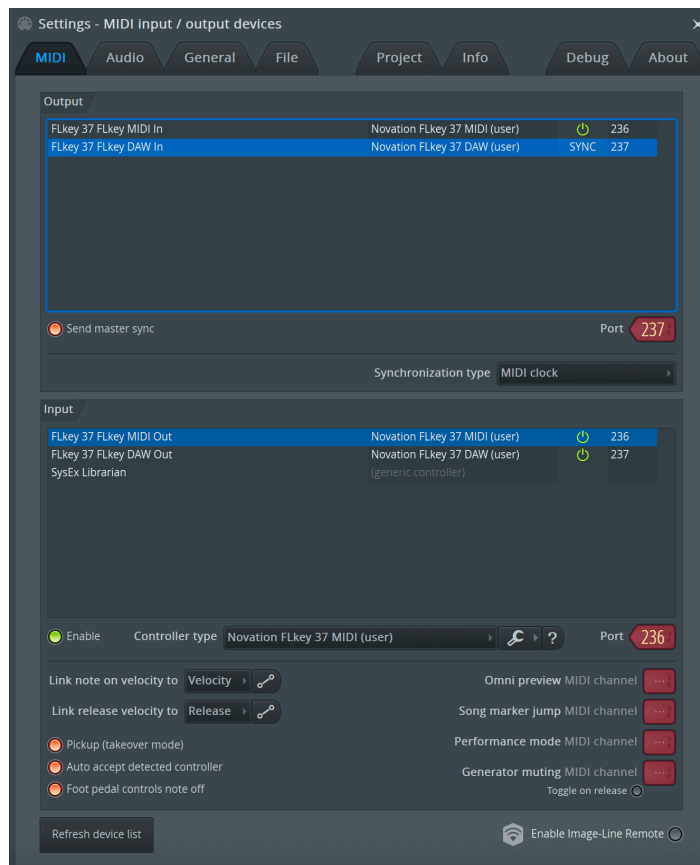 Settings - MIDI input / output devices
MIDI Audio General File Project Info Debug About
Output
FLkey 37 FLkey MIDI In Novation FLkey 37 MIDI (user) 236
FLkey 37 FLkey DAW In Novation FLkey 37 DAW (user) SYNC 237
Send master sync Port 237
Synchronization type MIDI clock
Input
FLkey 37 FLkey MIDI Out Novation FLkey 37 MIDI (user) 236
FLkey 37 FLkey DAW Out Novation FLkey 37 DAW (user) 237
SysEx Librarian (generic controller)
Enable Controller type Novation FLkey 37 MIDI (user) ? Port 236
Link note on velocity to Velocity Omni preview MIDI channel ---
Link release velocity to Release Song marker jump MIDI channel ---
Pickup (takeover mode) Performance mode MIDI channel ---
Auto accept detected controller Generator muting MIDI channel ---
Foot pedal controls note off Toggle on release
Refresh device list Enable Image-Line Remote